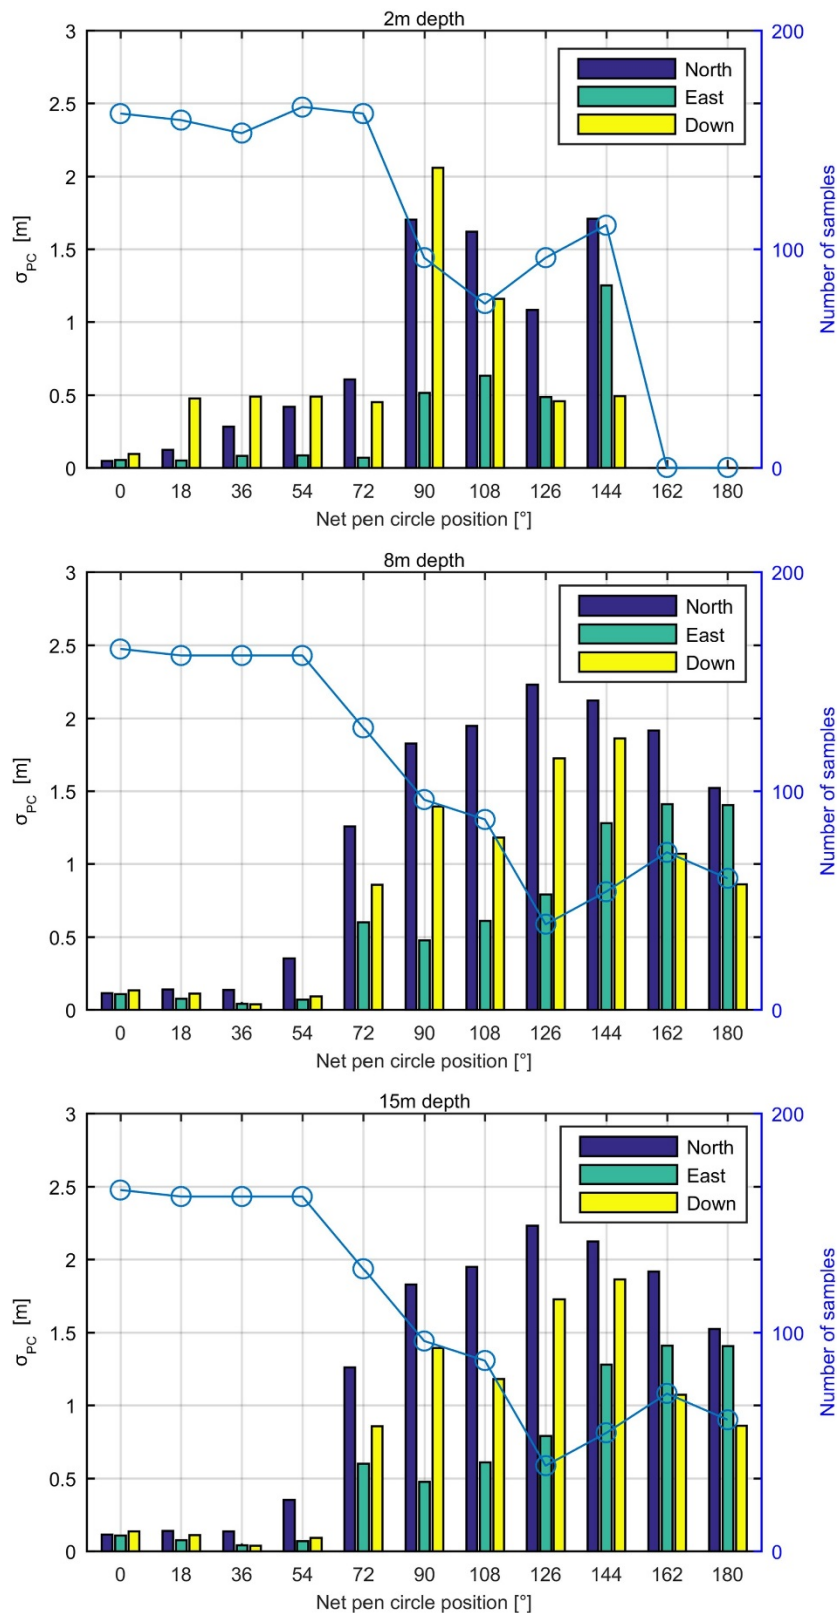 2m depth
3
2.5
2
1.5
1
0.5
0
σPC [m]
200
100
0
Number of samples
North
East
Down
0 18 36 54 72 90 108 126 144 162 180
Net pen circle position [°]
8m depth
3
2.5
2
1.5
1
0.5
0
σPC [m]
200
100
0
Number of samples
North
East
Down
0 18 36 54 72 90 108 126 144 162 180
Net pen circle position [°]
15m depth
3
2.5
2
1.5
1
0.5
0
σPC [m]
200
100
0
Number of samples
North
East
Down
0 18 36 54 72 90 108 126 144 162 180
Net pen circle position [°]